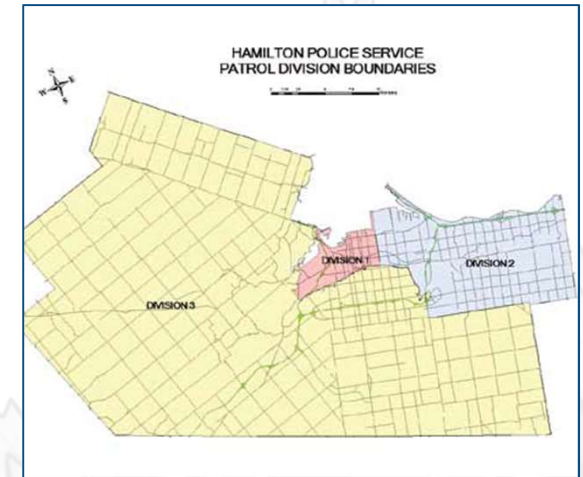 HAMILTON POLICE SERVICE
PATROL DIVISION BOUNDARIES
N
W E
S
DIVISION 1
DIVISION 2
DIVISION 3